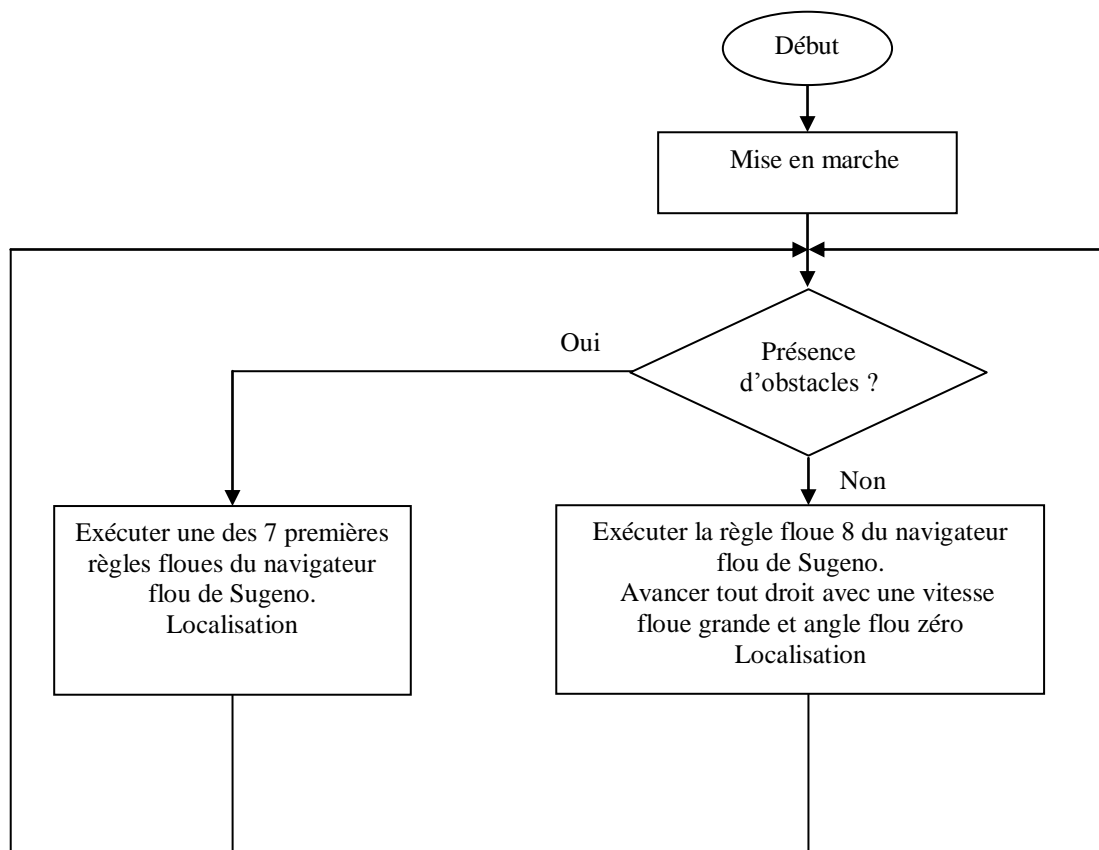 Début
Mise en marche
Oui
Présence
d’obstacles ?
Non
Exécuter une des 7 premières
règles floues du navigateur
flou de Sugeno.
Localisation
Exécuter la règle floue 8 du navigateur
flou de Sugeno.
Avancer tout droit avec une vitesse
floue grande et angle flou zéro
Localisation